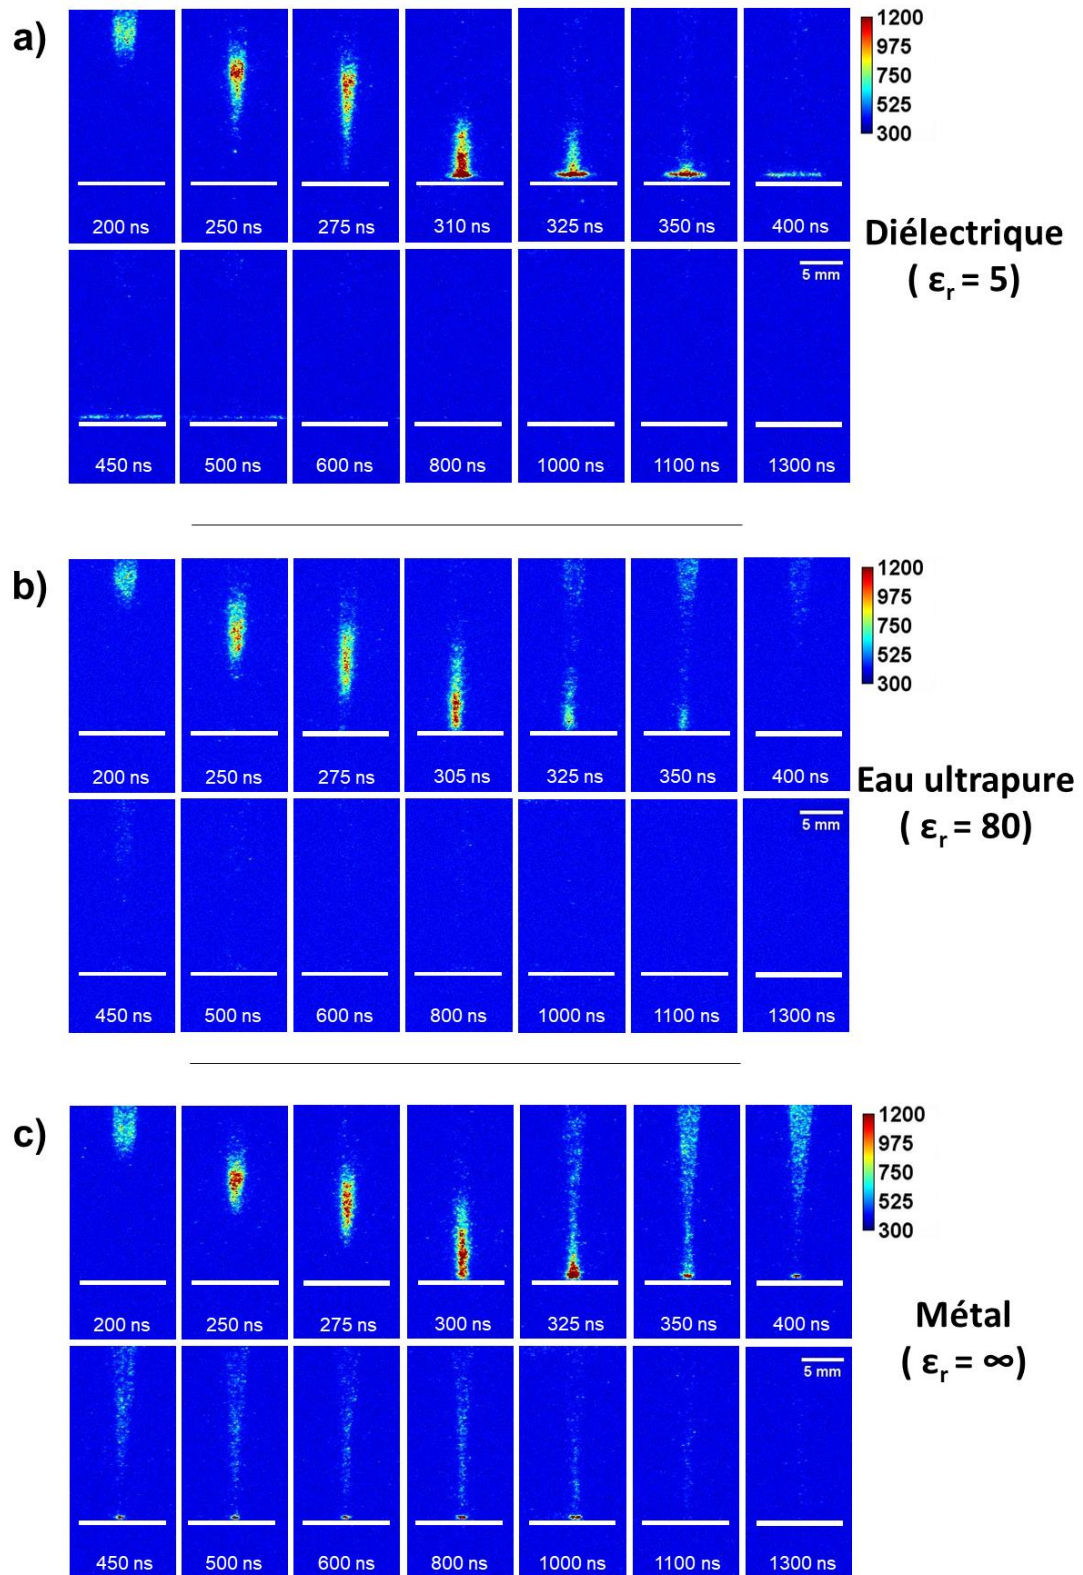 a)
1200
975
750
525
300
200 ns
250 ns
275 ns
310 ns
325 ns
350 ns
400 ns
Diélectrique
( εr = 5)
5 mm
450 ns
500 ns
600 ns
800 ns
1000 ns
1100 ns
1300 ns
b)
1200
975
750
525
300
200 ns
250 ns
275 ns
305 ns
325 ns
350 ns
400 ns
Eau ultrapure
( εr = 80)
5 mm
450 ns
500 ns
600 ns
800 ns
1000 ns
1100 ns
1300 ns
c)
1200
975
750
525
300
200 ns
250 ns
275 ns
300 ns
325 ns
350 ns
400 ns
Métal
( εr = ∞)
5 mm
450 ns
500 ns
600 ns
800 ns
1000 ns
1100 ns
1300 ns